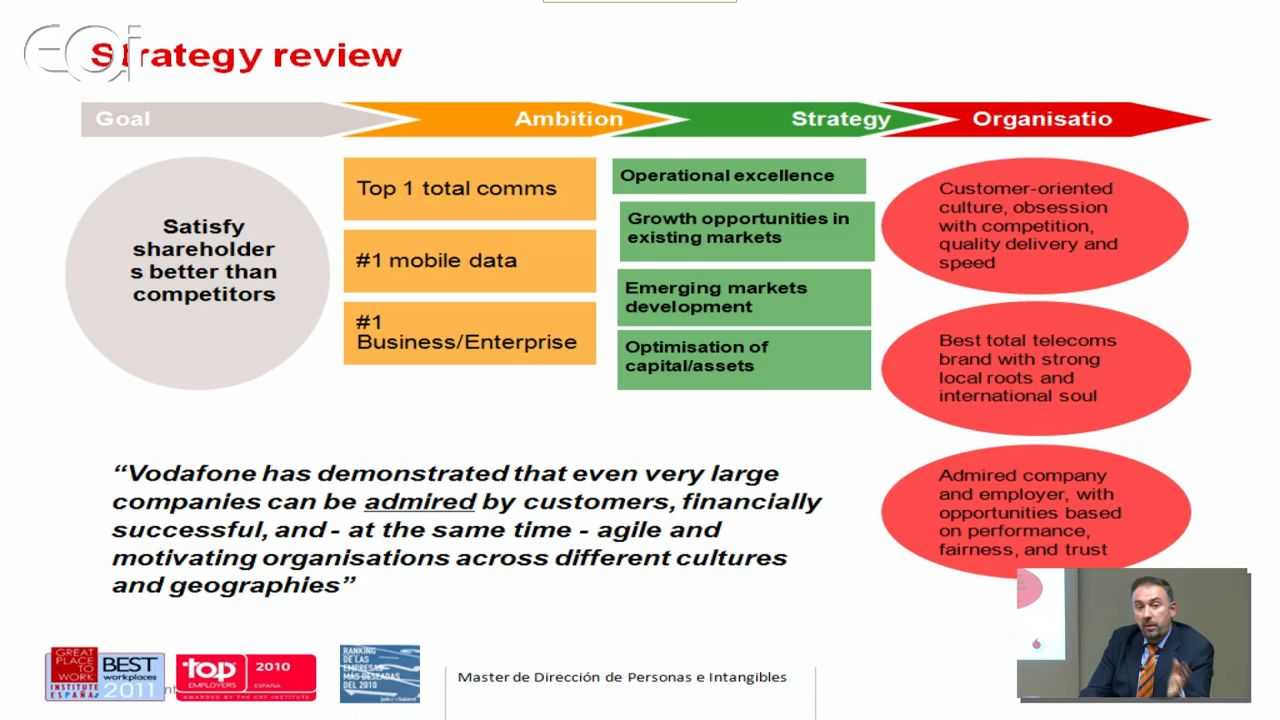 EOi
Strategy review
Goal
Ambition
Strategy
Organisatio
Satisfy
shareholder
s better than
competitors
Top 1 total comms
#1 mobile data
#1
Business/Enterprise
Operational excellence
Growth opportunities in
existing markets
Emerging markets
development
Optimisation of
capital/assets
Customer-oriented
culture, obsession
with competition,
quality delivery and
speed
Best total telecoms
brand with strong
local roots and
international soul
Admired company
and employer, with
opportunities based
on performance,
fairness, and trust
“Vodafone has demonstrated that even very large
companies can be admired by customers, financially
successful, and - at the same time - agile and
motivating organisations across different cultures
and geographies”
GREAT
PLACE
TO
WORK
INSTITUTE
ESPAÑA
BEST
workplaces
2011
top
EMPLOYERS
2010
ESPAÑA
AWARDED BY THE CRF INSTITUTE
RANKING
DE LAS
EMPRESAS
MAS DESEADAS
DEL 2010
Master de Dirección de Personas e Intangibles